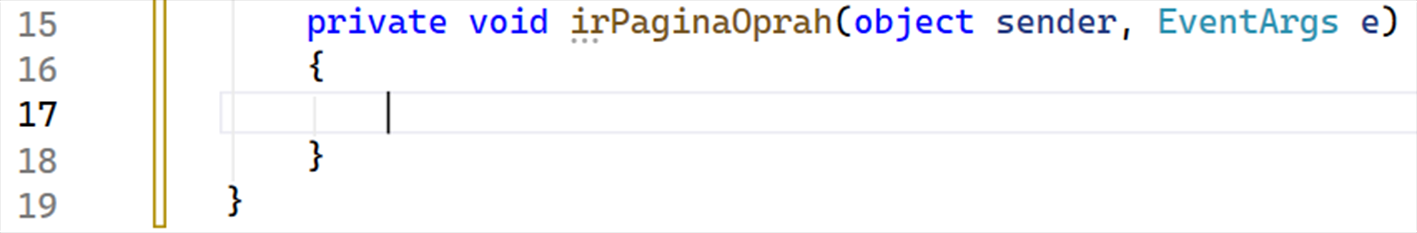 15 private void irPaginaOprah(object sender, EventArgs e)
16 {
17
18 }
19 }